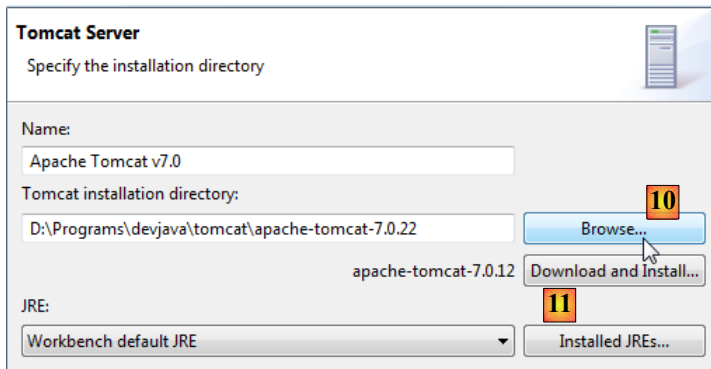 Tomcat Server
Specify the installation directory
Name:
Apache Tomcat v7.0
Tomcat installation directory:
10
D:\Programs\devjava\tomcat\apache-tomcat-7.0.22 Browse...
apache-tomcat-7.0.12 Download and Install...
JRE:
11
Workbench default JRE Installed JREs...